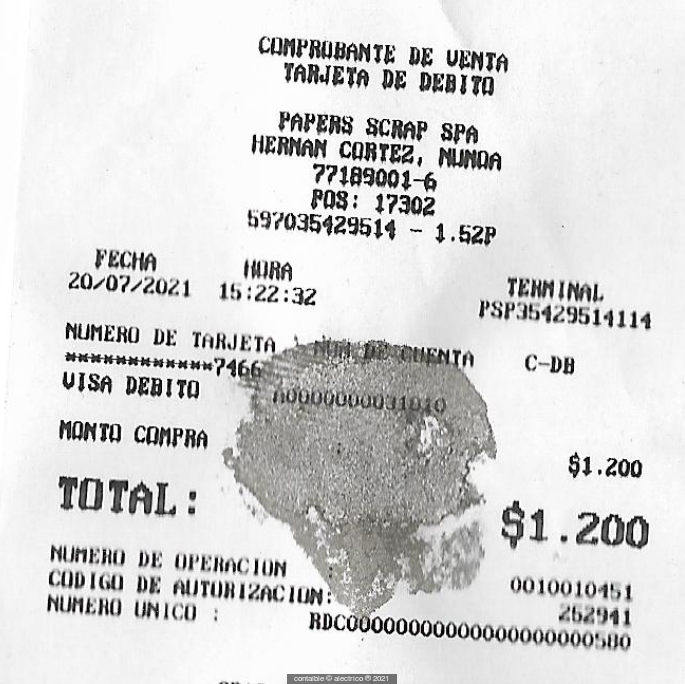 COMPROBANTE DE VENTA
TARJETA DE DEBITO
PAPERS SCRAP SPA
HERNAN CORTEZ, NUNOA
77189001-6
POS: 17302
597035429514 - 1.52P
FECHA HORA TERMINAL
20/07/2021 15:22:32 PSP35429514114
NUMERO DE TARJETA NUM DE CUENTA C-DB
************7466
VISA DEBITO A0000000031010
MONTO COMPRA $1.200
TOTAL: $1.200
NUMERO DE OPERACION 0010010451
CODIGO DE AUTORIZACION: 252941
NUMERO UNICO : RDC00000000000000000000580
contaible © alectrico ® 2021